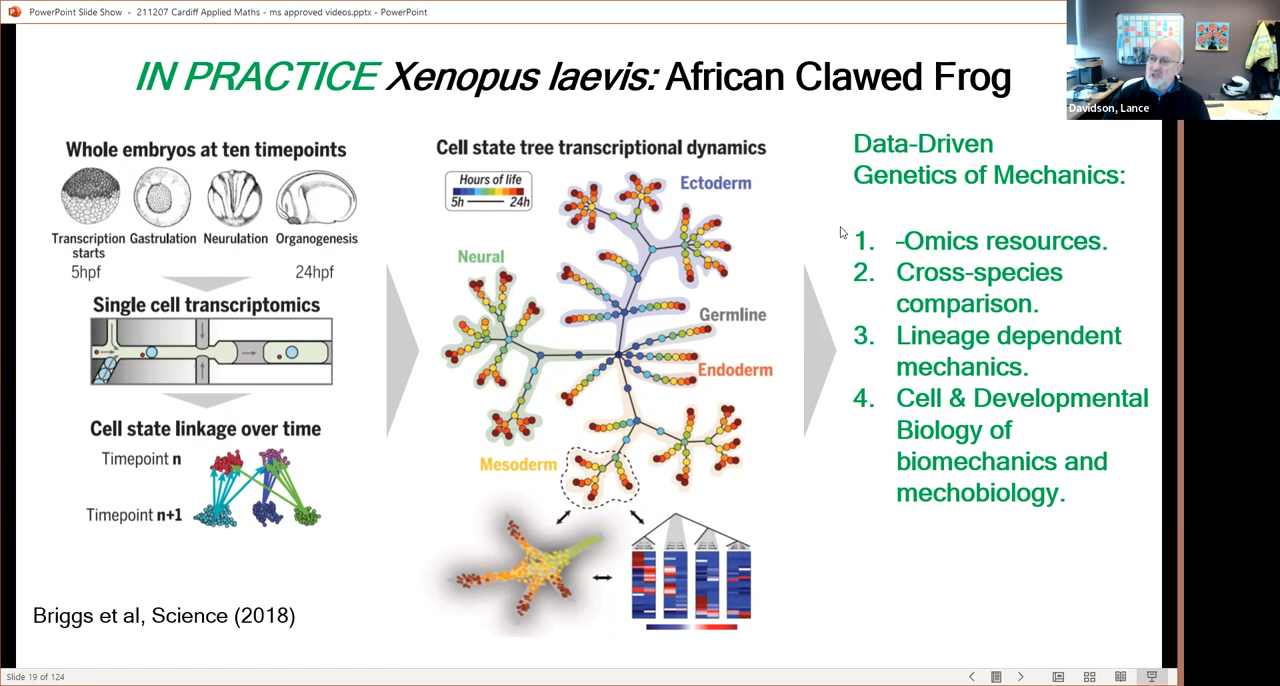 PowerPoint Slide Show - 211207 Cardiff Applied Maths - ms approved videos.pptx - PowerPoint
Davidson, Lance
IN PRACTICE Xenopus laevis: African Clawed Frog
Whole embryos at ten timepoints
Transcription starts
Gastrulation
Neurulation
Organogenesis
5hpf
24hpf
Single cell transcriptomics
Cell state linkage over time
Timepoint n
Timepoint n+1
Briggs et al, Science (2018)
Cell state tree transcriptional dynamics
Hours of life
5h
24h
Ectoderm
Neural
Germline
Endoderm
Mesoderm
Data-Driven
Genetics of Mechanics:
1. -Omics resources.
2. Cross-species
comparison.
3. Lineage dependent
mechanics.
4. Cell & Developmental
Biology of
biomechanics and
mechobiology.
Slide 19 of 124